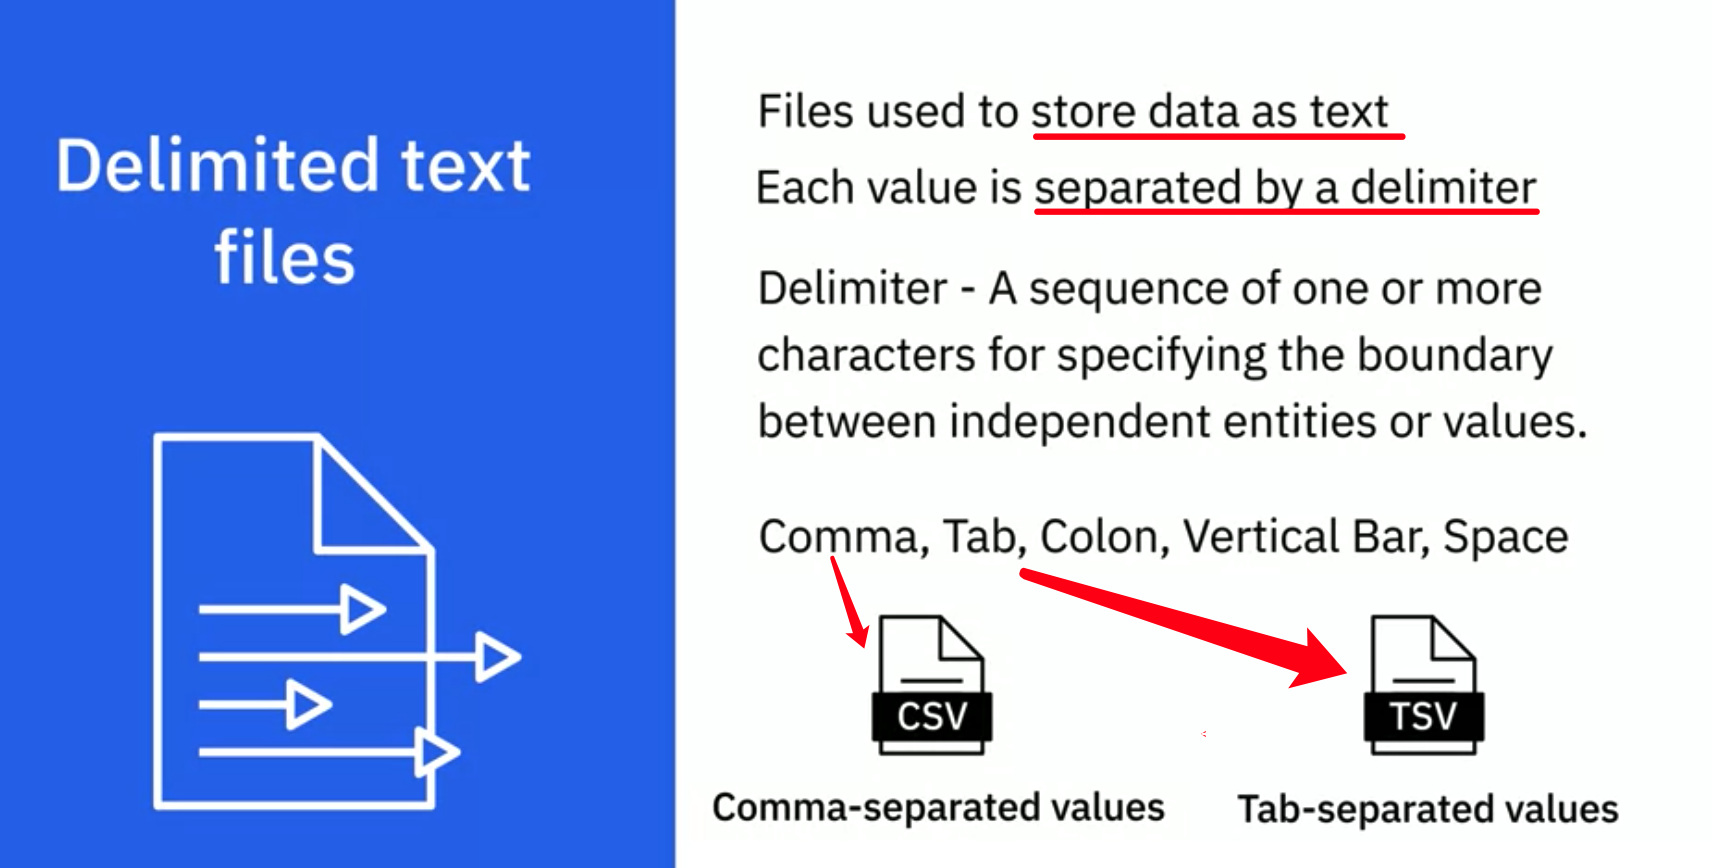 Delimited text
files
Files used to store data as text
Each value is separated by a delimiter
Delimiter - A sequence of one or more
characters for specifying the boundary
between independent entities or values.
Comma, Tab, Colon, Vertical Bar, Space
CSV
TSV
Comma-separated values
Tab-separated values